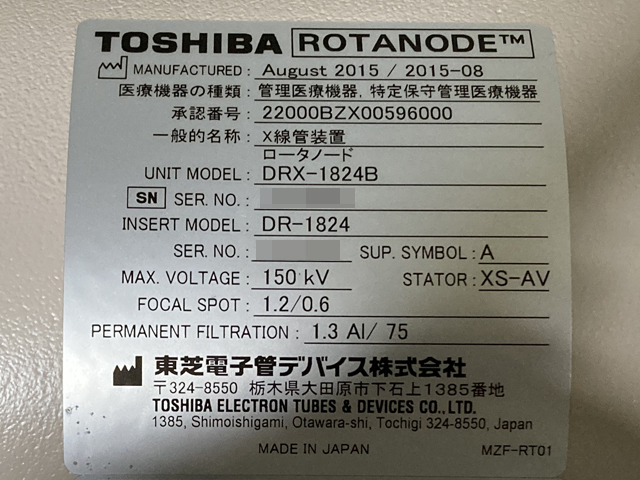 TOSHIBA ROTANODE™
MANUFACTURED : August 2015 / 2015-08
医療機器の種類 : 管理医療機器, 特定保守管理医療機器
承認番号 : 22000BZX00596000
一般的名称 : X線管装置
ロータノード
UNIT MODEL : DRX-1824B
SN SER. NO. :
INSERT MODEL : DR-1824
SER. NO. : SUP. SYMBOL : A
MAX. VOLTAGE : 150 kV STATOR : XS-AV
FOCAL SPOT : 1.2/0.6
PERMANENT FILTRATION : 1.3 Al/ 75
東芝電子管デバイス株式会社
〒324-8550 栃木県大田原市下石上1385番地
TOSHIBA ELECTRON TUBES & DEVICES CO., LTD.
1385, Shimoishigami, Otawara-shi, Tochigi 324-8550, Japan
MADE IN JAPAN MZF-RT01